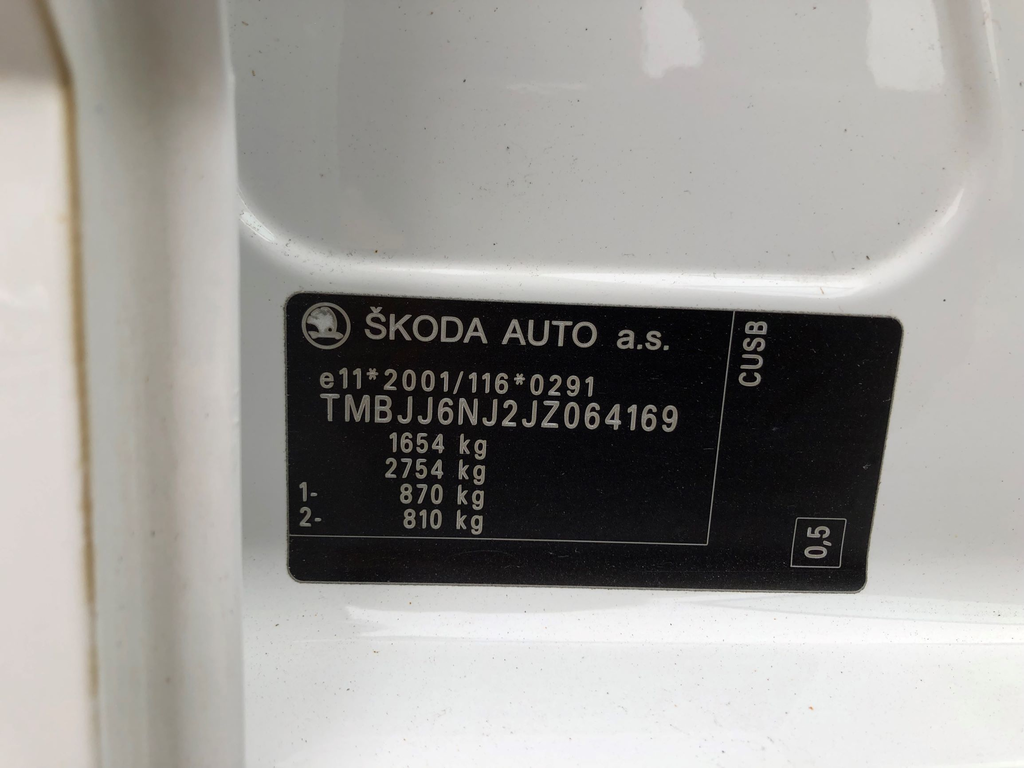 ŠKODA AUTO a.s.
e11*2001/116*0291
TMBJJ6NJ2JZ064169
1654 kg
2754 kg
1- 870 kg
2- 810 kg
CUSB
0,5